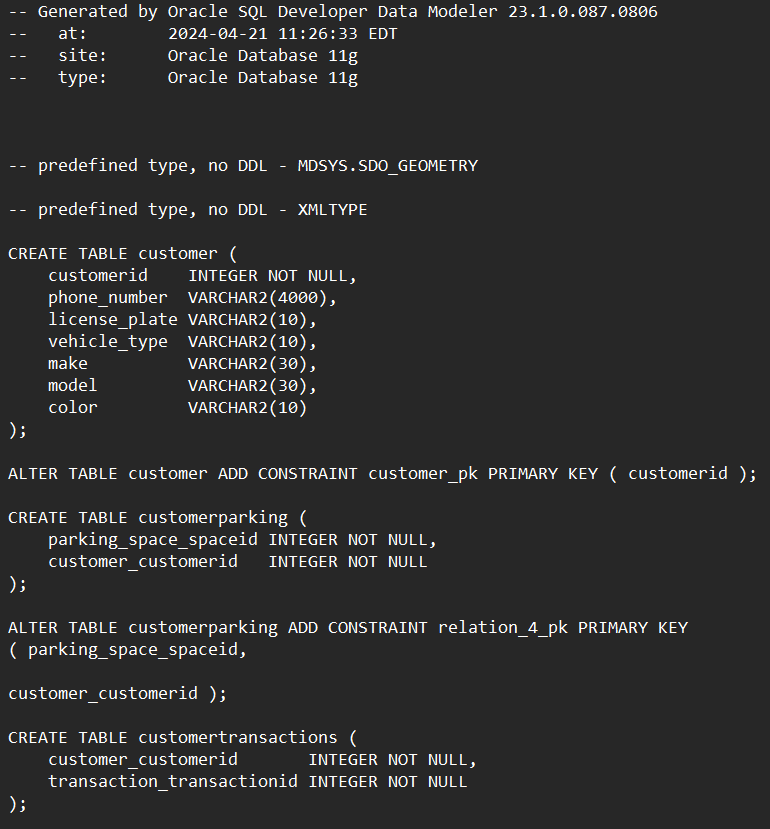 -- Generated by Oracle SQL Developer Data Modeler 23.1.0.087.0806
--   at:        2024-04-21 11:26:33 EDT
--   site:      Oracle Database 11g
--   type:      Oracle Database 11g
-- predefined type, no DDL - MDSYS.SDO_GEOMETRY
-- predefined type, no DDL - XMLTYPE
CREATE TABLE customer (
    customerid    INTEGER NOT NULL,
    phone_number  VARCHAR2(4000),
    license_plate VARCHAR2(10),
    vehicle_type  VARCHAR2(10),
    make          VARCHAR2(30),
    model         VARCHAR2(30),
    color         VARCHAR2(10)
);
ALTER TABLE customer ADD CONSTRAINT customer_pk PRIMARY KEY ( customerid );
CREATE TABLE customerparking (
    parking_space_spaceid INTEGER NOT NULL,
    customer_customerid   INTEGER NOT NULL
);
ALTER TABLE customerparking ADD CONSTRAINT relation_4_pk PRIMARY KEY
( parking_space_spaceid,
customer_customerid );
CREATE TABLE customertransactions (
    customer_customerid       INTEGER NOT NULL,
    transaction_transactionid INTEGER NOT NULL
);